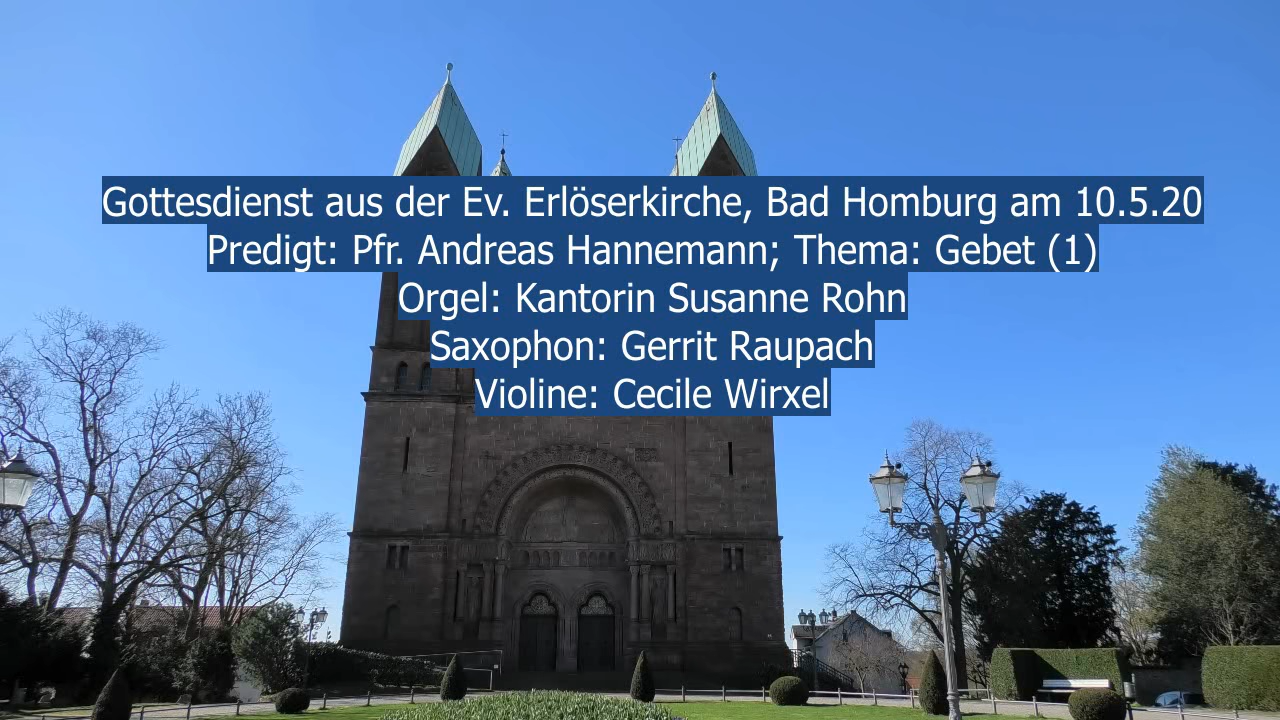 Gottesdienst aus der Ev. Erlöserkirche, Bad Homburg am 10.5.20
Predigt: Pfr. Andreas Hannemann; Thema: Gebet (1)
Orgel: Kantorin Susanne Rohn
Saxophon: Gerrit Raupach
Violine: Cecile Wirxel